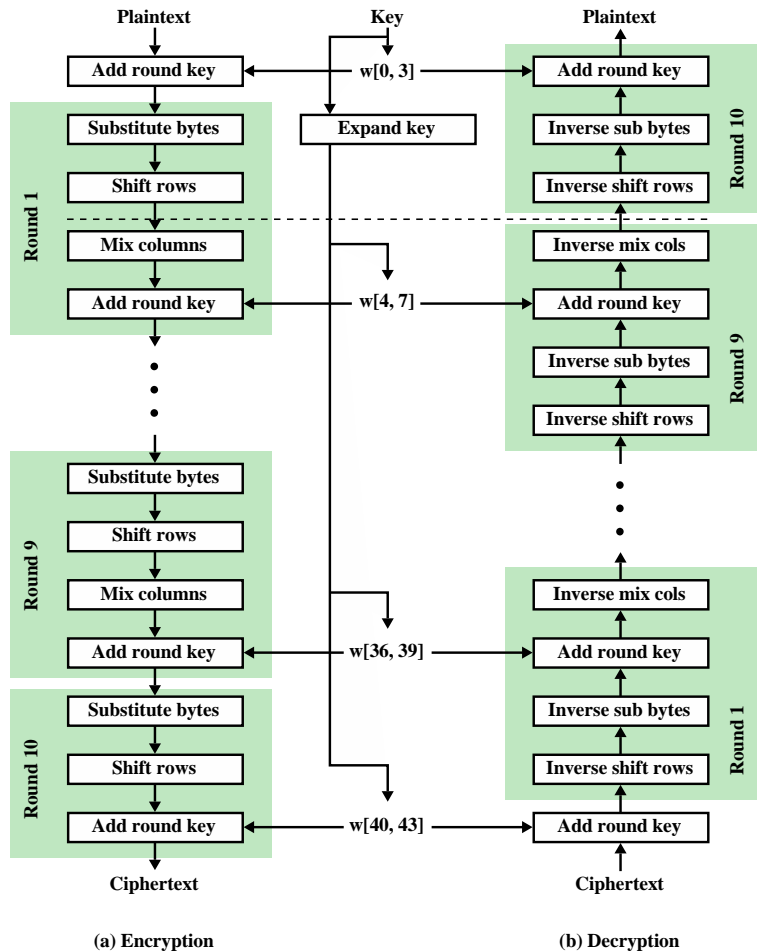 Plaintext
Key
Plaintext
Add round key
w[0, 3]
Add round key
Substitute bytes
Expand key
Inverse sub bytes
Round 1
Round 10
Shift rows
Inverse shift rows
Mix columns
Inverse mix cols
Add round key
w[4, 7]
Add round key
Round 9
Inverse sub bytes
Inverse shift rows
Substitute bytes
Shift rows
Round 9
Mix columns
Inverse mix cols
Add round key
w[36, 39]
Add round key
Substitute bytes
Inverse sub bytes
Round 10
Round 1
Shift rows
Inverse shift rows
Add round key
w[40, 43]
Add round key
Ciphertext
Ciphertext
(a) Encryption
(b) Decryption